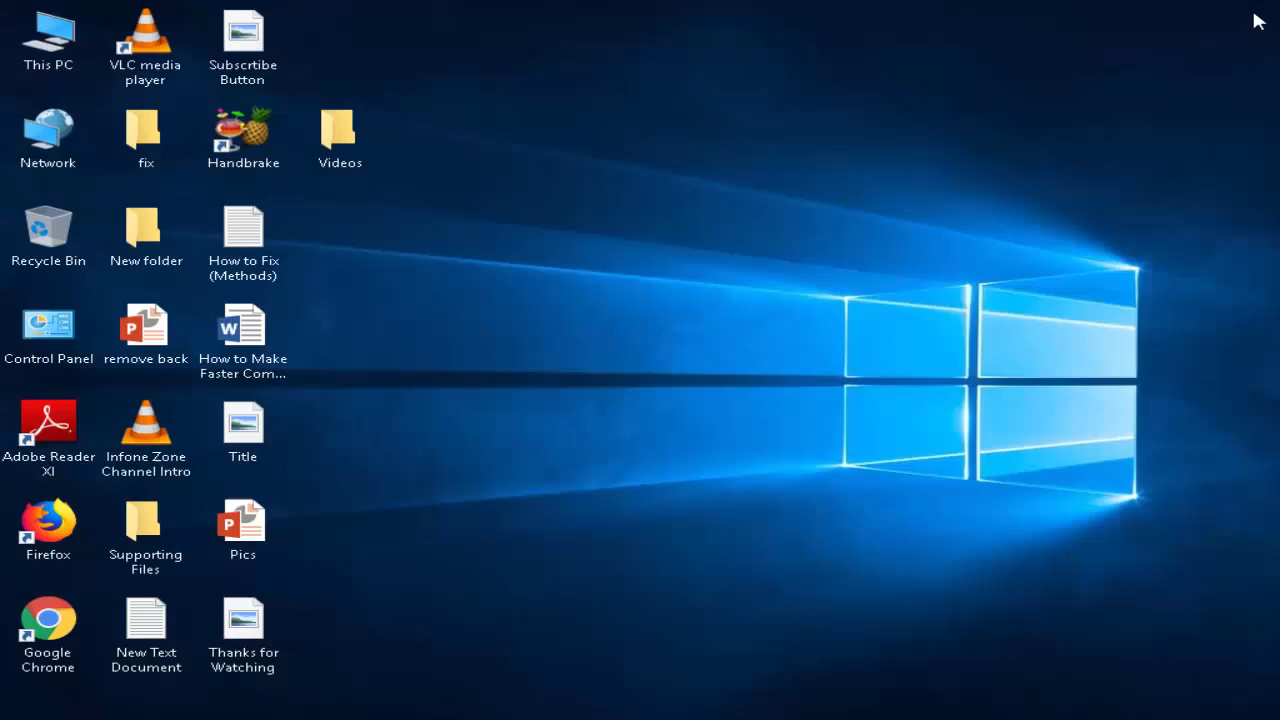 This PC
VLC media
player
Subscrtibe
Button
Network
fix
Handbrake
Videos
Recycle Bin
New folder
How to Fix
(Methods)
Control Panel
remove back
How to Make
Faster Com...
Adobe Reader
XI
Infone Zone
Channel Intro
Title
Firefox
Supporting
Files
Pics
Google
Chrome
New Text
Document
Thanks for
Watching